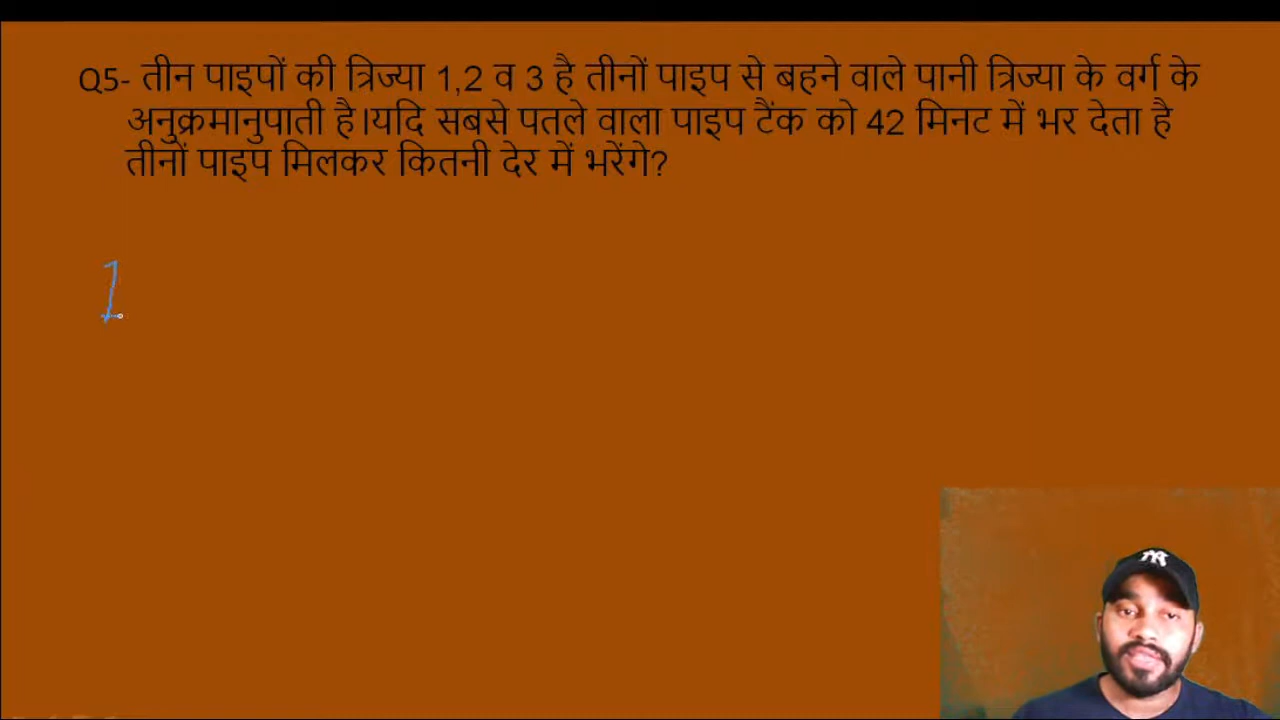 Q5- तीन पाइपों की त्रिज्या 1,2 व 3 है तीनों पाइप से बहने वाले पानी त्रिज्या के वर्ग के
अनुक्रमानुपाती है।यदि सबसे पतले वाला पाइप टैंक को 42 मिनट में भर देता है
तीनों पाइप मिलकर कितनी देर में भरेंगे?
1